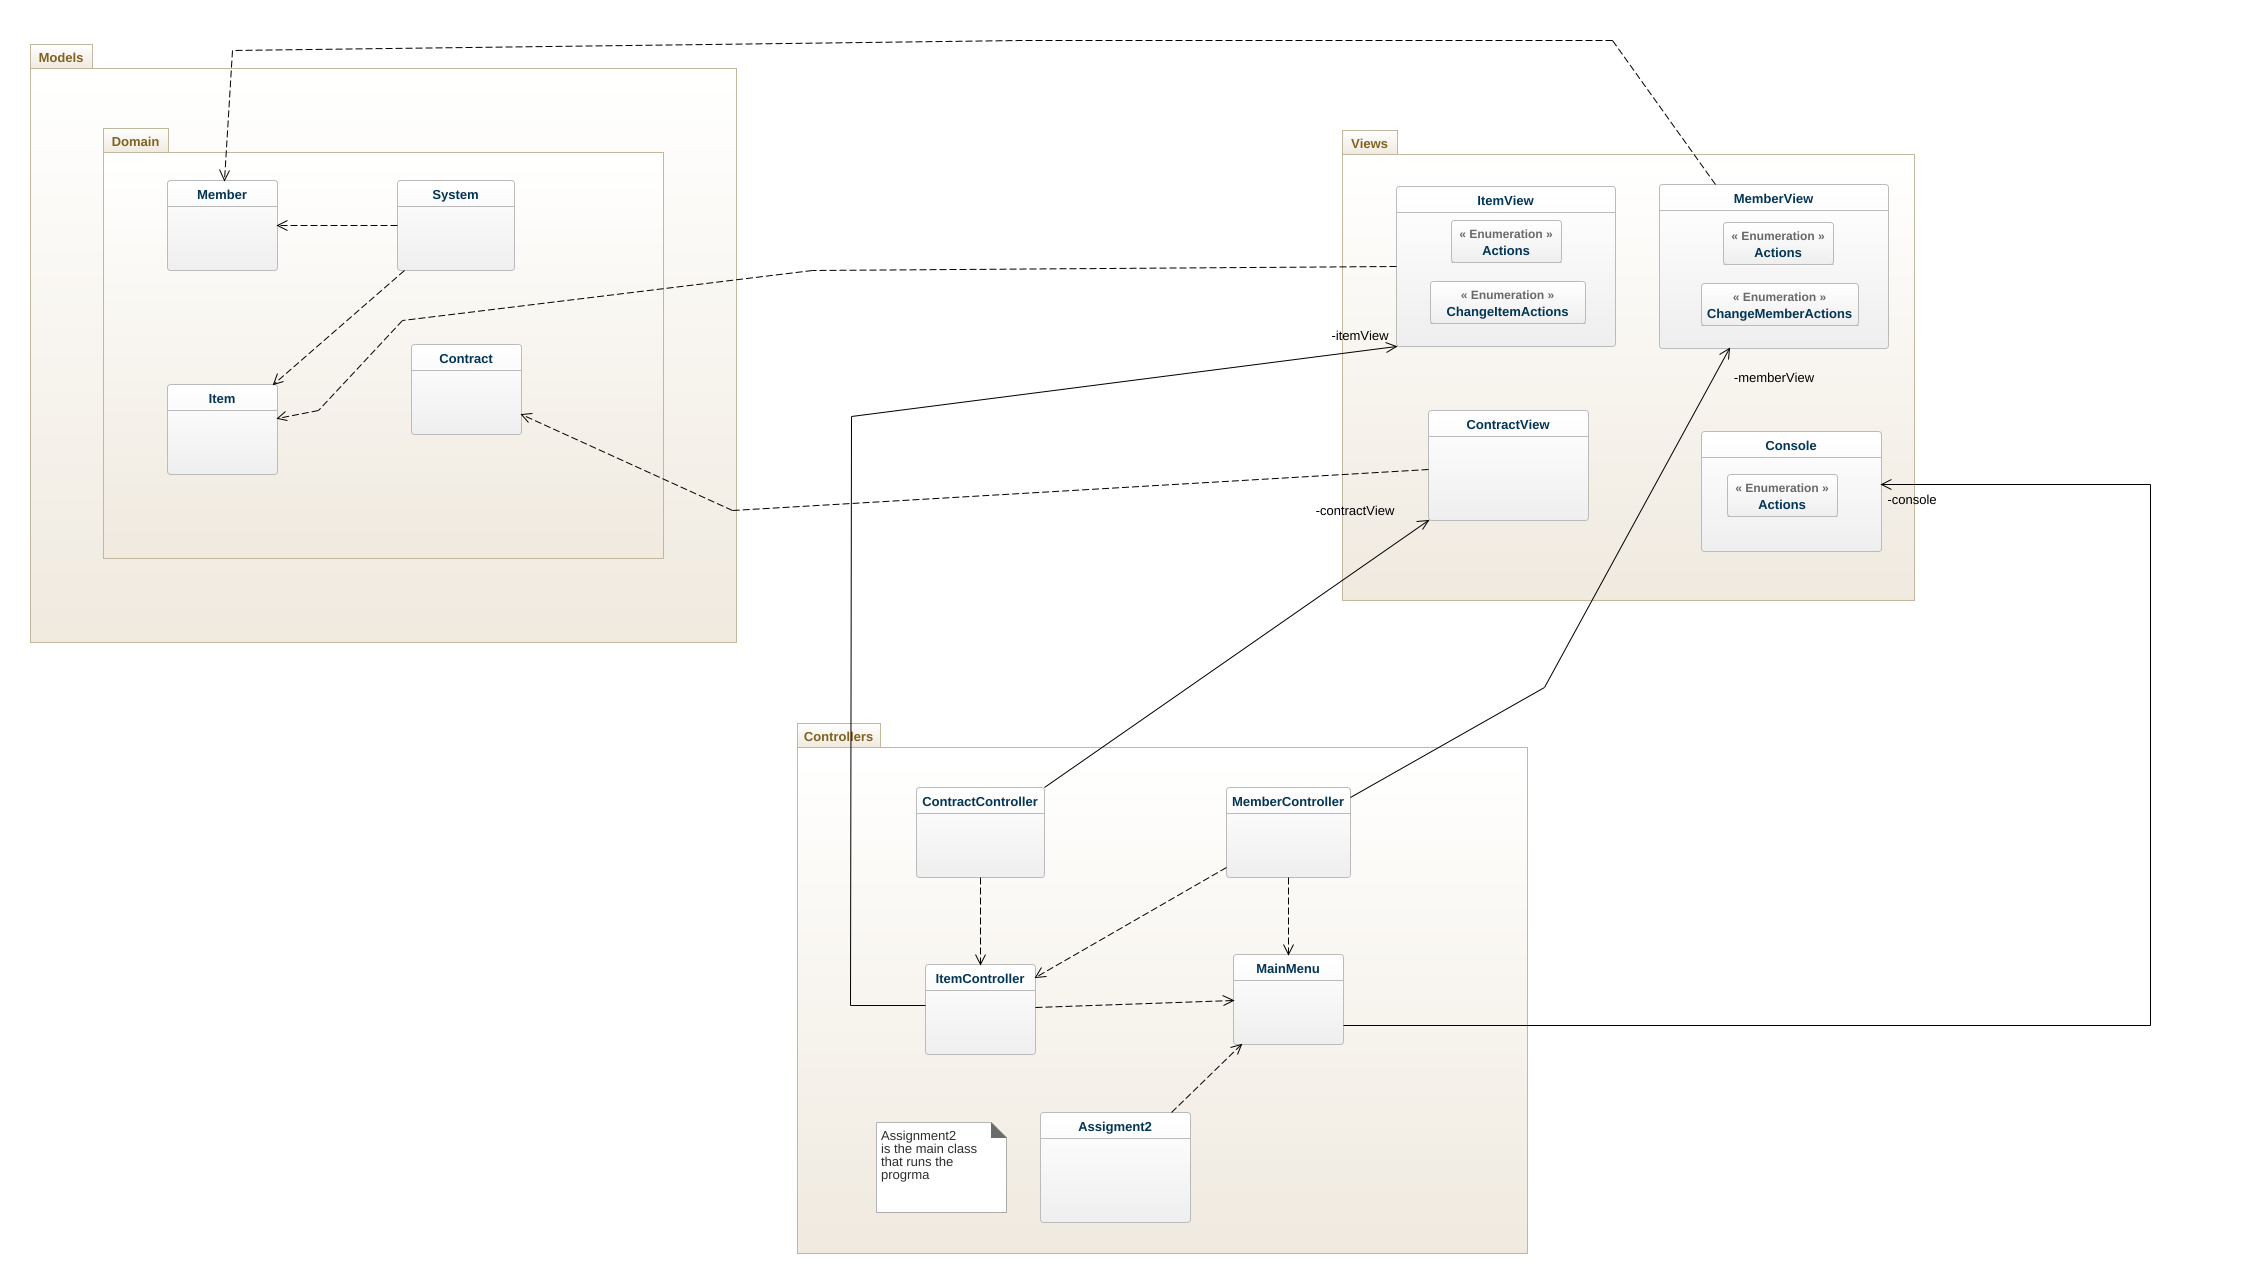 Models
Domain
Member
System
Item
Contract
Views
ItemView
« Enumeration »
Actions
« Enumeration »
ChangeItemActions
MemberView
« Enumeration »
Actions
« Enumeration »
ChangeMemberActions
-itemView
-memberView
ContractView
Console
« Enumeration »
Actions
-console
-contractView
Controllers
ContractController
MemberController
ItemController
MainMenu
Assignment2
is the main class
that runs the
progrma
Assigment2